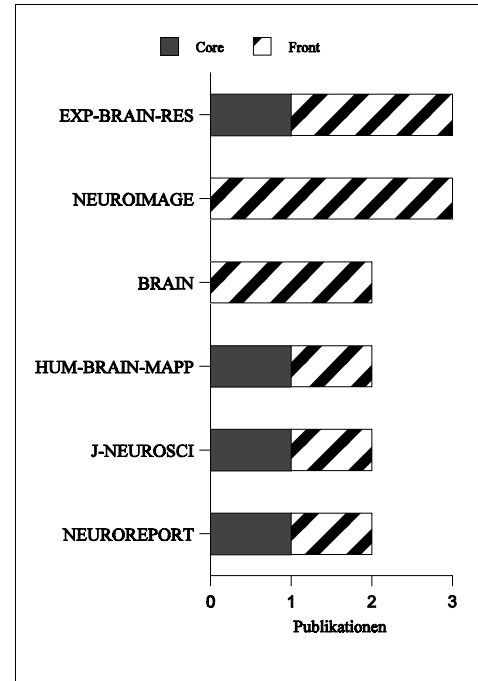 Core Front
EXP-BRAIN-RES
NEUROIMAGE
BRAIN
HUM-BRAIN-MAPP
J-NEUROSCI
NEUROREPORT
0 1 2 3
Publikationen